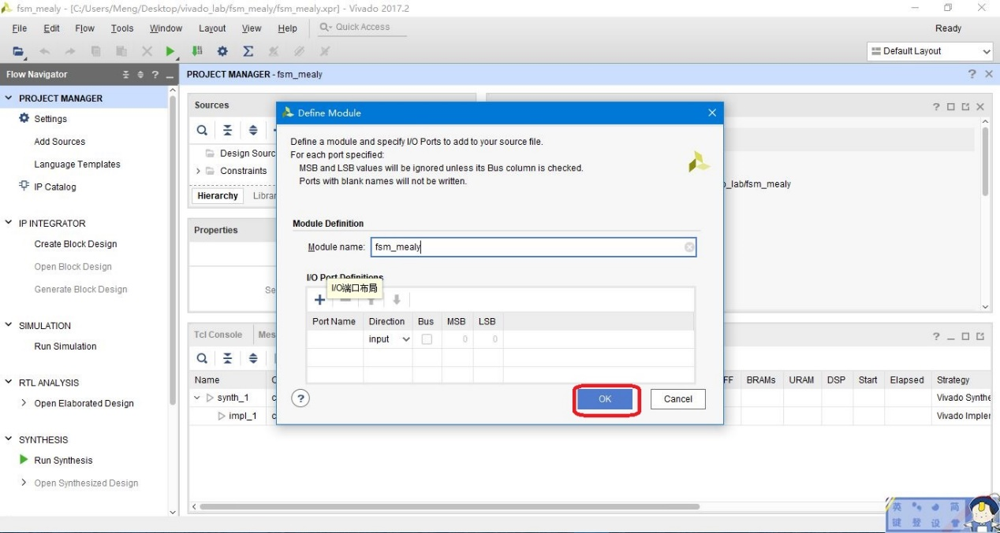 fsm_mealy - [C:/Users/Meng/Desktop/vivado_lab/fsm_mealy/fsm_mealy.xpr] - Vivado 2017.2
File Edit Flow Tools Window Layout View Help Quick Access Ready
Default Layout
Flow Navigator ? PROJECT MANAGER - fsm_mealy ?
PROJECT MANAGER
Settings
Add Sources
Language Templates
IP Catalog
IP INTEGRATOR
Create Block Design
Open Block Design
Generate Block Design
SIMULATION
Run Simulation
RTL ANALYSIS
Open Elaborated Design
SYNTHESIS
Run Synthesis
Open Synthesized Design
Sources
Design Sourc
Constraints
Hierarchy Librar
Properties
Se
?
o_lab/fsm_mealy
Define Module
Define a module and specify I/O Ports to add to your source file.
For each port specified:
MSB and LSB values will be ignored unless its Bus column is checked.
Ports with blank names will not be written.
Module Definition
Module name: fsm_mealy
I/O Port Definitions
I/O端口布局
Port Name Direction Bus MSB LSB
input 0 0
? OK Cancel
Tcl Console Mes ?
Name C FF BRAMs URAM DSP Start Elapsed Strategy
synth_1 c Vivado Synthe
impl_1 c Vivado Impler
英 简
键 登 设